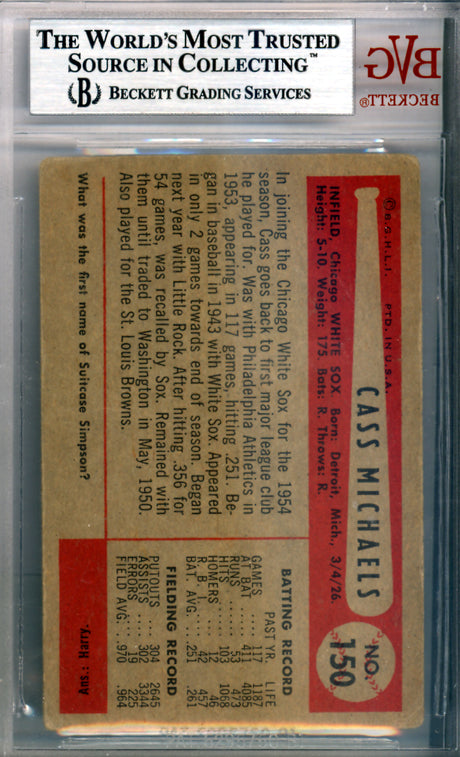 THE WORLD'S MOST TRUSTED
SOURCE IN COLLECTING™
B BECKETT GRADING SERVICES
BVG
BECKETT®
© B.G.H.L.I. PTD. IN U.S.A.
CASS MICHAELS
NO.
150
INFIELD, Chicago WHITE SOX. Born: Detroit, Mich., 3/4/26.
Height: 5-10. Weight: 175. Bats: R. Throws: R.
In joining the Chicago White Sox for the 1954
season, Cass goes back to first major league club
he played for. Was with Philadelphia Athletics in
1953, appearing in 117 games, hitting .251. Be-
gan in baseball in 1943 with White Sox. Appeared
in only 2 games towards end of season. Began
next year with Little Rock. After hitting .356 for
54 games, was recalled by Sox. Remained with
them until traded to Washington in May, 1950.
Also played for the St. Louis Browns.
BATTING RECORD
PAST YR. LIFE
GAMES 117 1187
AT BAT 411 4085
RUNS 53 473
HITS 103 1068
HOMERS 12 46
R. B. I. 42 457
BAT. AVG. .251 .261
FIELDING RECORD
PUTOUTS 304 2645
ASSISTS 302 3344
ERRORS 19 225
FIELD AVG. .970 .964
What was the first name of Suitcase Simpson?
Ans: Harry.